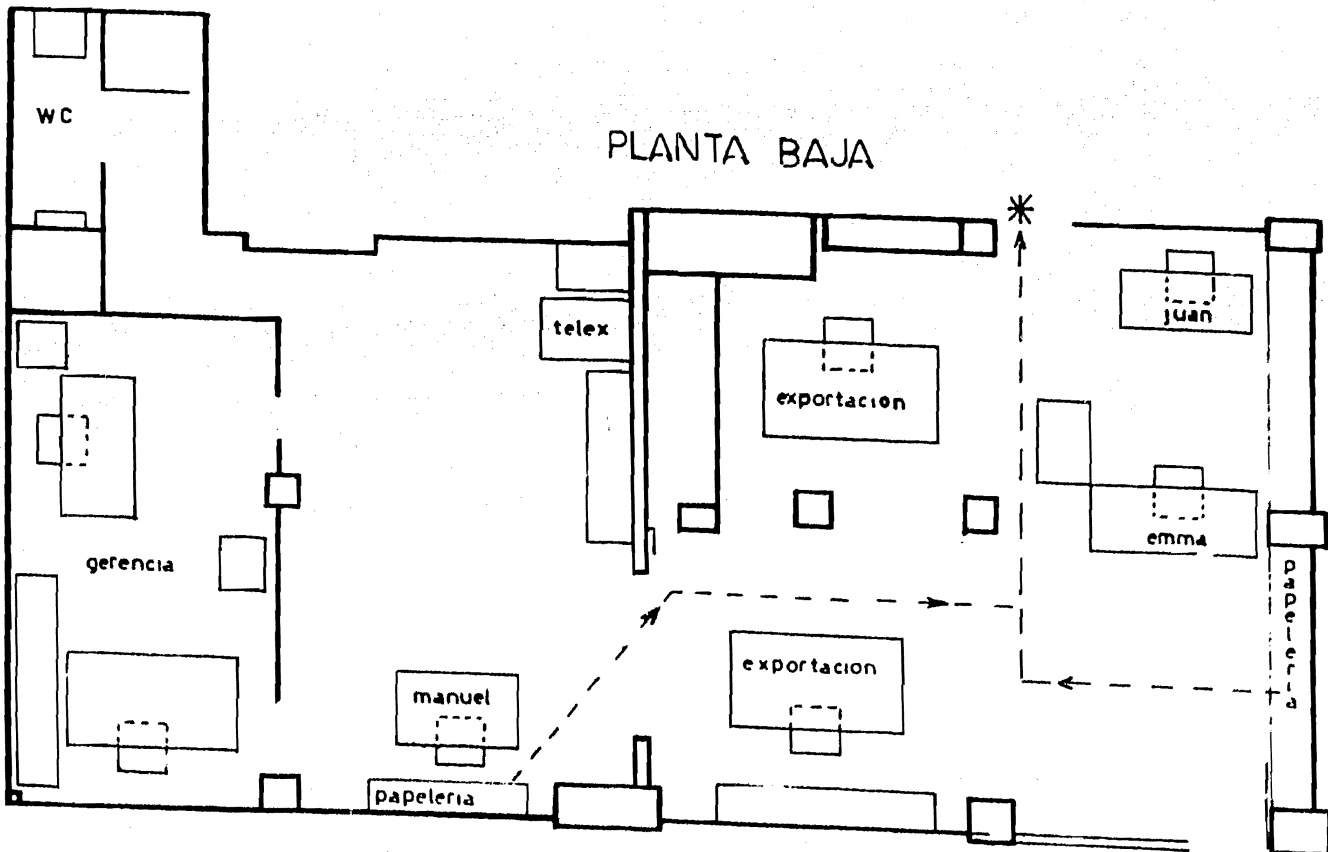 WC
PLANTA BAJA
telex
juan
exportacion
gerencia
emma
papeleria
exportacion
manuel
papeleria